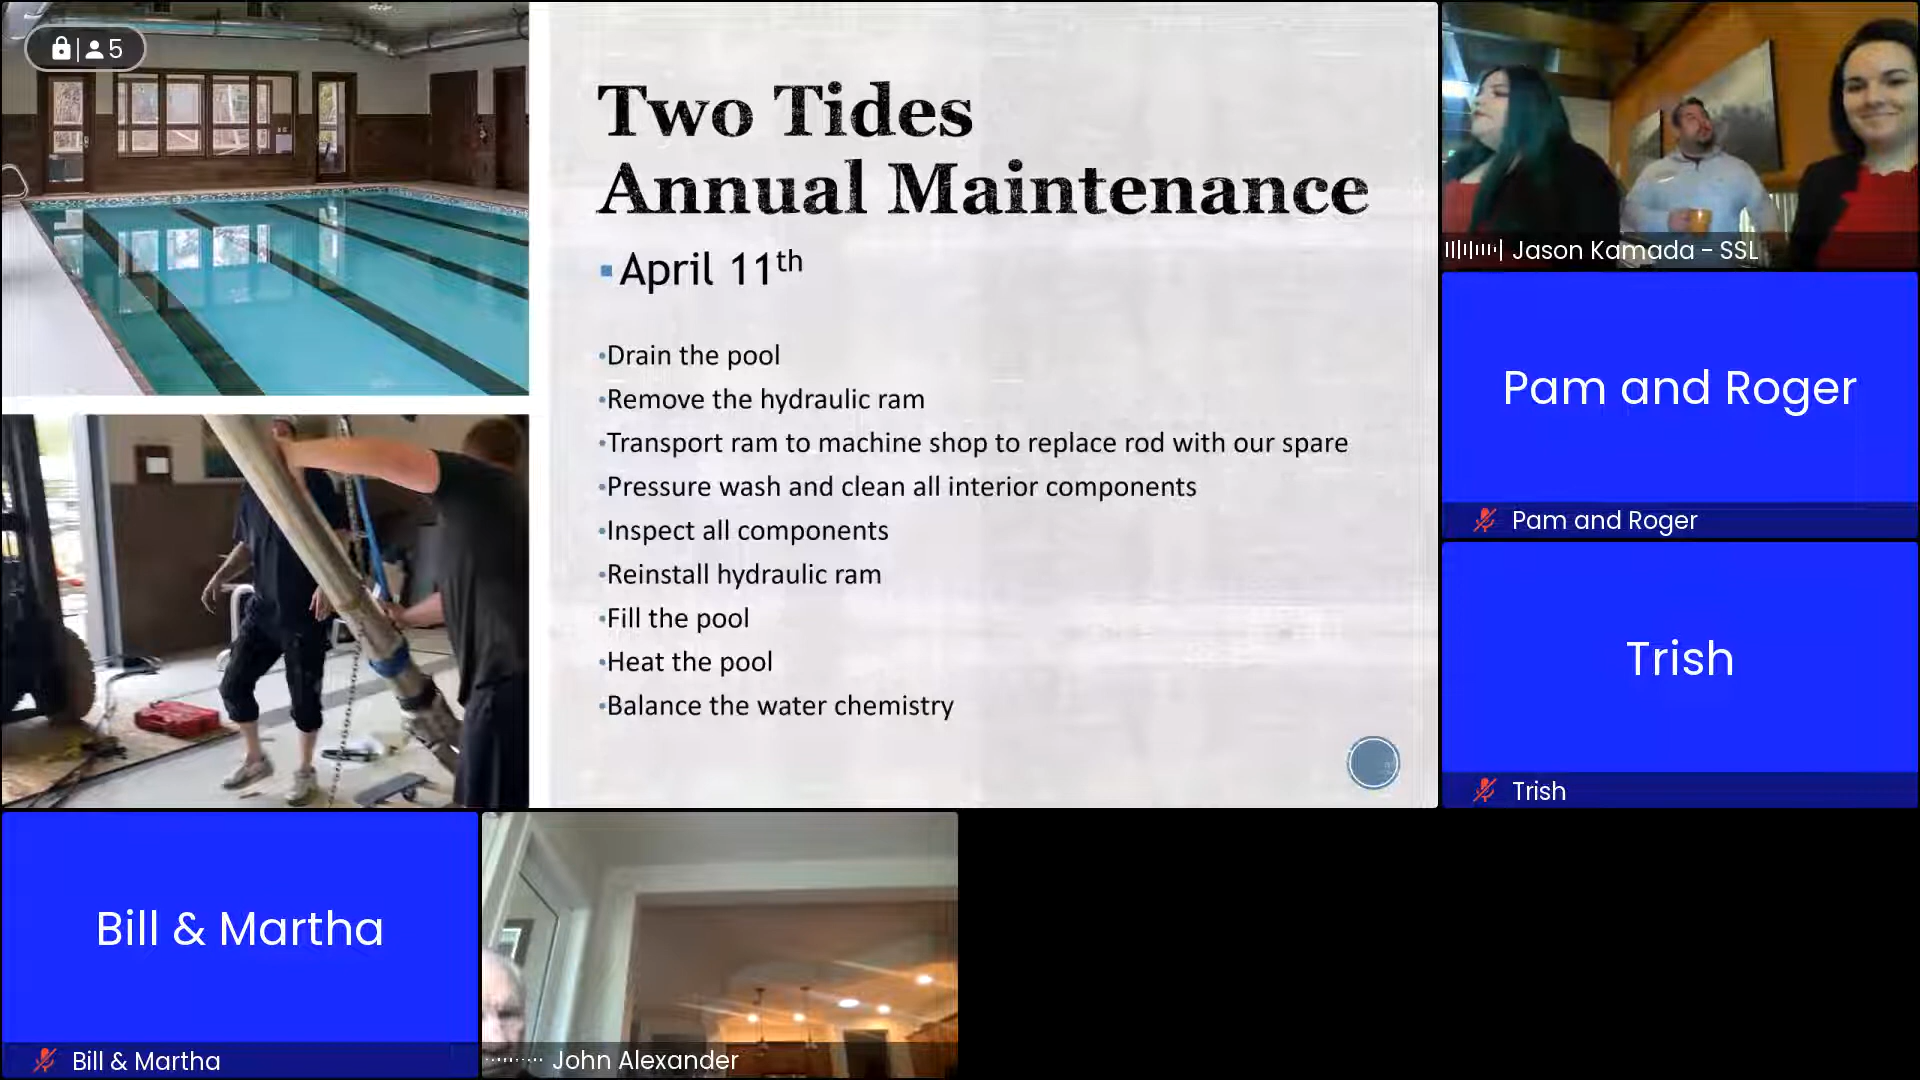 5
Two Tides
Annual Maintenance
April 11th
Drain the pool
Remove the hydraulic ram
Transport ram to machine shop to replace rod with our spare
Pressure wash and clean all interior components
Inspect all components
Reinstall hydraulic ram
Fill the pool
Heat the pool
Balance the water chemistry
Jason Kamada - SSL
Pam and Roger
Pam and Roger
Trish
Trish
Bill & Martha
Bill & Martha
John Alexander